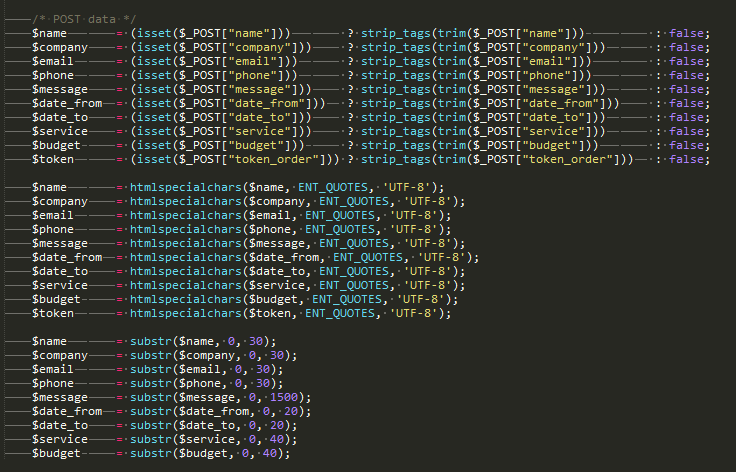 /* POST data */
$name = (isset($_POST["name"])) ? strip_tags(trim($_POST["name"])) : false;
$company = (isset($_POST["company"])) ? strip_tags(trim($_POST["company"])) : false;
$email = (isset($_POST["email"])) ? strip_tags(trim($_POST["email"])) : false;
$phone = (isset($_POST["phone"])) ? strip_tags(trim($_POST["phone"])) : false;
$message = (isset($_POST["message"])) ? strip_tags(trim($_POST["message"])) : false;
$date_from = (isset($_POST["date_from"])) ? strip_tags(trim($_POST["date_from"])) : false;
$date_to = (isset($_POST["date_to"])) ? strip_tags(trim($_POST["date_to"])) : false;
$service = (isset($_POST["service"])) ? strip_tags(trim($_POST["service"])) : false;
$budget = (isset($_POST["budget"])) ? strip_tags(trim($_POST["budget"])) : false;
$token = (isset($_POST["token_order"])) ? strip_tags(trim($_POST["token_order"])) : false;
$name = htmlspecialchars($name, ENT_QUOTES, 'UTF-8');
$company = htmlspecialchars($company, ENT_QUOTES, 'UTF-8');
$email = htmlspecialchars($email, ENT_QUOTES, 'UTF-8');
$phone = htmlspecialchars($phone, ENT_QUOTES, 'UTF-8');
$message = htmlspecialchars($message, ENT_QUOTES, 'UTF-8');
$date_from = htmlspecialchars($date_from, ENT_QUOTES, 'UTF-8');
$date_to = htmlspecialchars($date_to, ENT_QUOTES, 'UTF-8');
$service = htmlspecialchars($service, ENT_QUOTES, 'UTF-8');
$budget = htmlspecialchars($budget, ENT_QUOTES, 'UTF-8');
$token = htmlspecialchars($token, ENT_QUOTES, 'UTF-8');
$name = substr($name, 0, 30);
$company = substr($company, 0, 30);
$email = substr($email, 0, 30);
$phone = substr($phone, 0, 30);
$message = substr($message, 0, 1500);
$date_from = substr($date_from, 0, 20);
$date_to = substr($date_to, 0, 20);
$service = substr($service, 0, 40);
$budget = substr($budget, 0, 40);